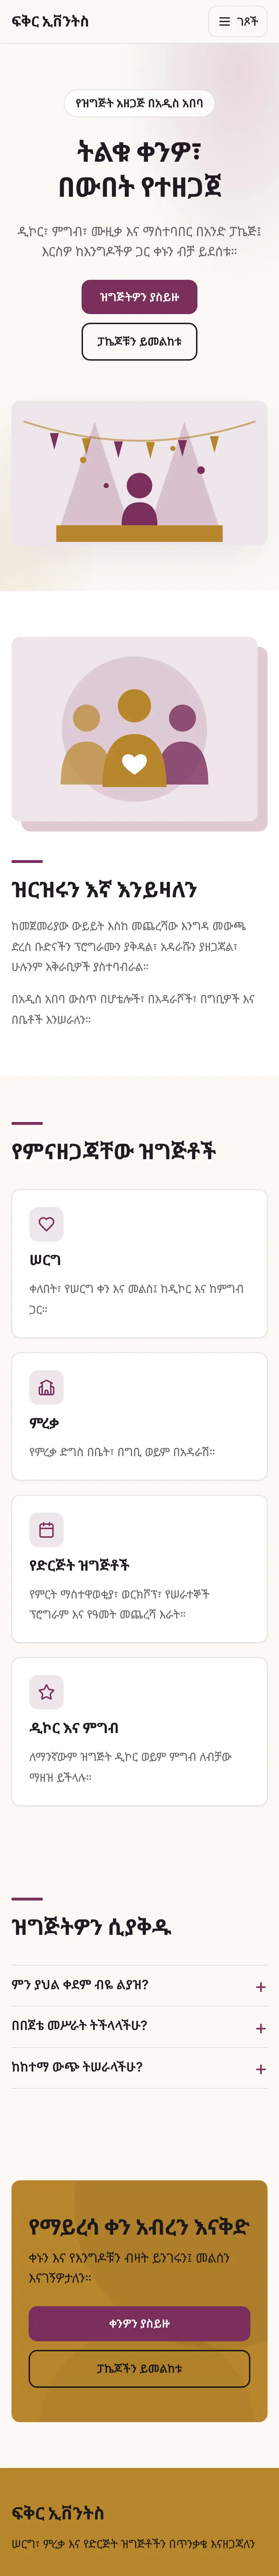 ፍቅር ኢቨንትስ
ገጾች
የዝግጅት አዘጋጅ በአዲስ አበባ
ትልቁ ቀንዎ፣
በውበት የተዘጋጀ
ዲኮር፣ ምግብ፣ ሙዚቃ እና ማስተባበር በአንድ ፓኬጅ፤
እርስዎ ከእንግዶችዎ ጋር ቀኑን ብቻ ይደሰቱ።
ዝግጅትዎን ያስይዙ
ፓኬጆቹን ይመልከቱ
ዝርዝሩን እኛ እንይዛለን
ከመጀመሪያው ውይይት እስከ መጨረሻው እንግዳ መውጫ
ድረስ ቡድናችን ፕሮግራሙን ያቅዳል፣ አዳራሹን ያዘጋጃል፣
ሁሉንም አቅራቢዎች ያስተባብራል።
በአዲስ አበባ ውስጥ በሆቴሎች፣ በአዳራሾች፣ በግቢዎች እና
በቤቶች እንሠራለን።
የምናዘጋጃቸው ዝግጅቶች
ሠርግ
ቀለበት፣ የሠርግ ቀን እና መልስ፤ ከዲኮር እና ከምግብ
ጋር።
ምረቃ
የምረቃ ድግስ በቤት፣ በግቢ ወይም በአዳራሽ።
የድርጅት ዝግጅቶች
የምርት ማስተዋወቂያ፣ ወርክሾፕ፣ የሠራተኞች
ፕሮግራም እና የዓመት መጨረሻ እራት።
ዲኮር እና ምግብ
ለማንኛውም ዝግጅት ዲኮር ወይም ምግብ ለብቻው
ማዘዝ ይችላሉ።
ዝግጅትዎን ሲያቅዱ
ምን ያህል ቀደም ብዬ ልያዝ?
በበጀቴ መሥራት ትችላላችሁ?
ከከተማ ውጭ ትሠራላችሁ?
የማይረሳ ቀን አብረን እናቅድ
ቀኑን እና የእንግዶቹን ብዛት ይንገሩን፤ መልሰን
እናገኝዎታለን።
ቀንዎን ያስይዙ
ፓኬጆችን ይመልከቱ
ፍቅር ኢቨንትስ
ሠርግ፣ ምረቃ እና የድርጅት ዝግጅቶችን በጥንቃቄ እናዘጋጃለን